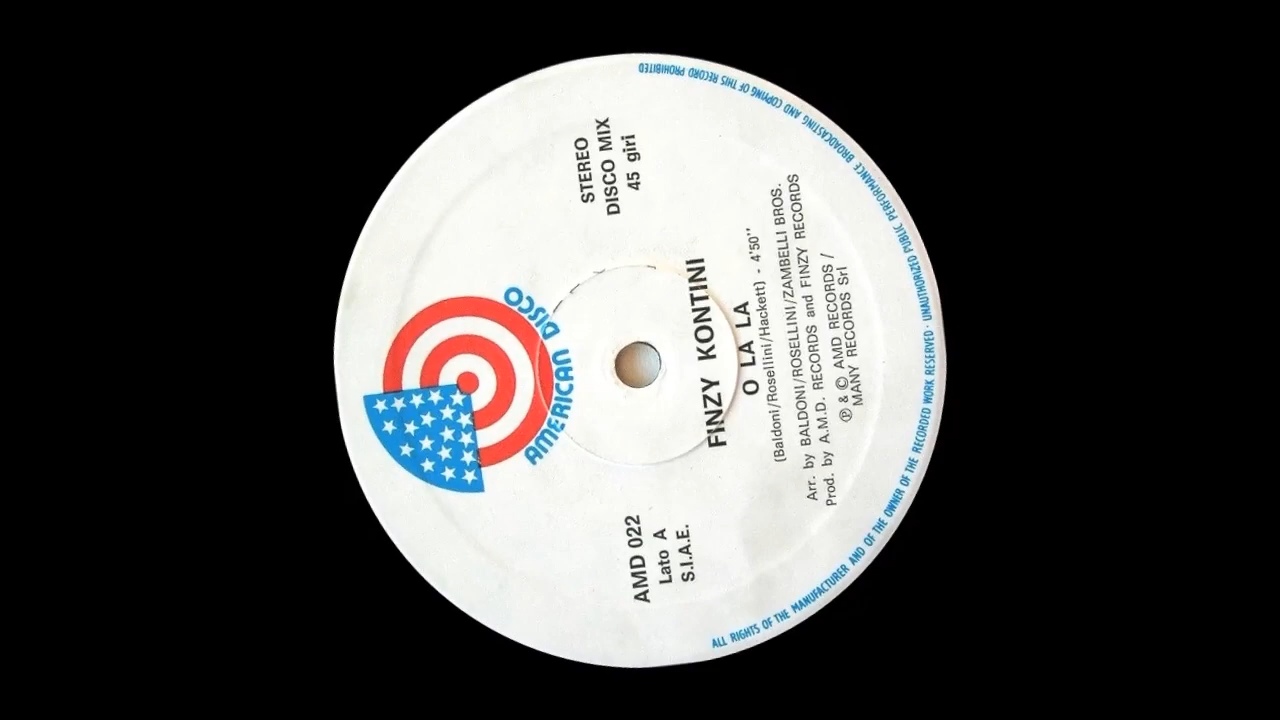 AMERICAN DISCO
AMD 022
Lato A
S.I.A.E.
STEREO
DISCO MIX
45 giri
FINZY KONTINI
O LA LA
(Baldoni/Rosellini/Hackett) - 4'50''
Arr. by BALDONI/ROSELLINI/ZAMBELLI BROS.
Prod. by A.M.D. RECORDS and FINZY RECORDS
℗ & © AMD RECORDS /
MANY RECORDS Srl
ALL RIGHTS OF THE MANUFACTURER AND OF THE OWNER OF THE RECORDED WORK RESERVED · UNAUTHORIZED PUBLIC PERFORMANCE BROADCASTING AND COPYING OF THIS RECORD PROHIBITED